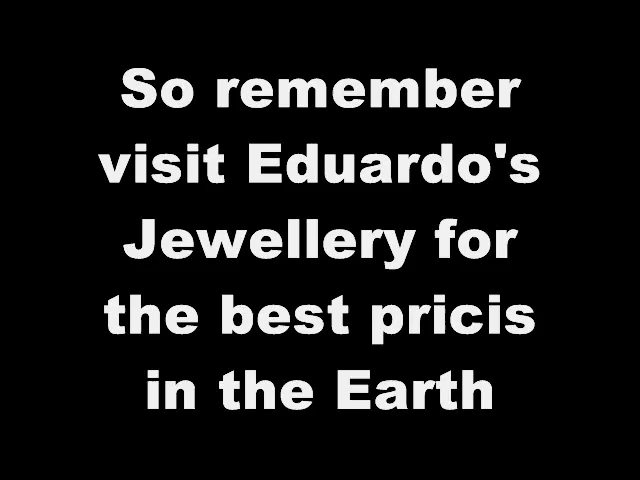 So remember
visit Eduardo's
Jewellery for
the best pricis
in the Earth